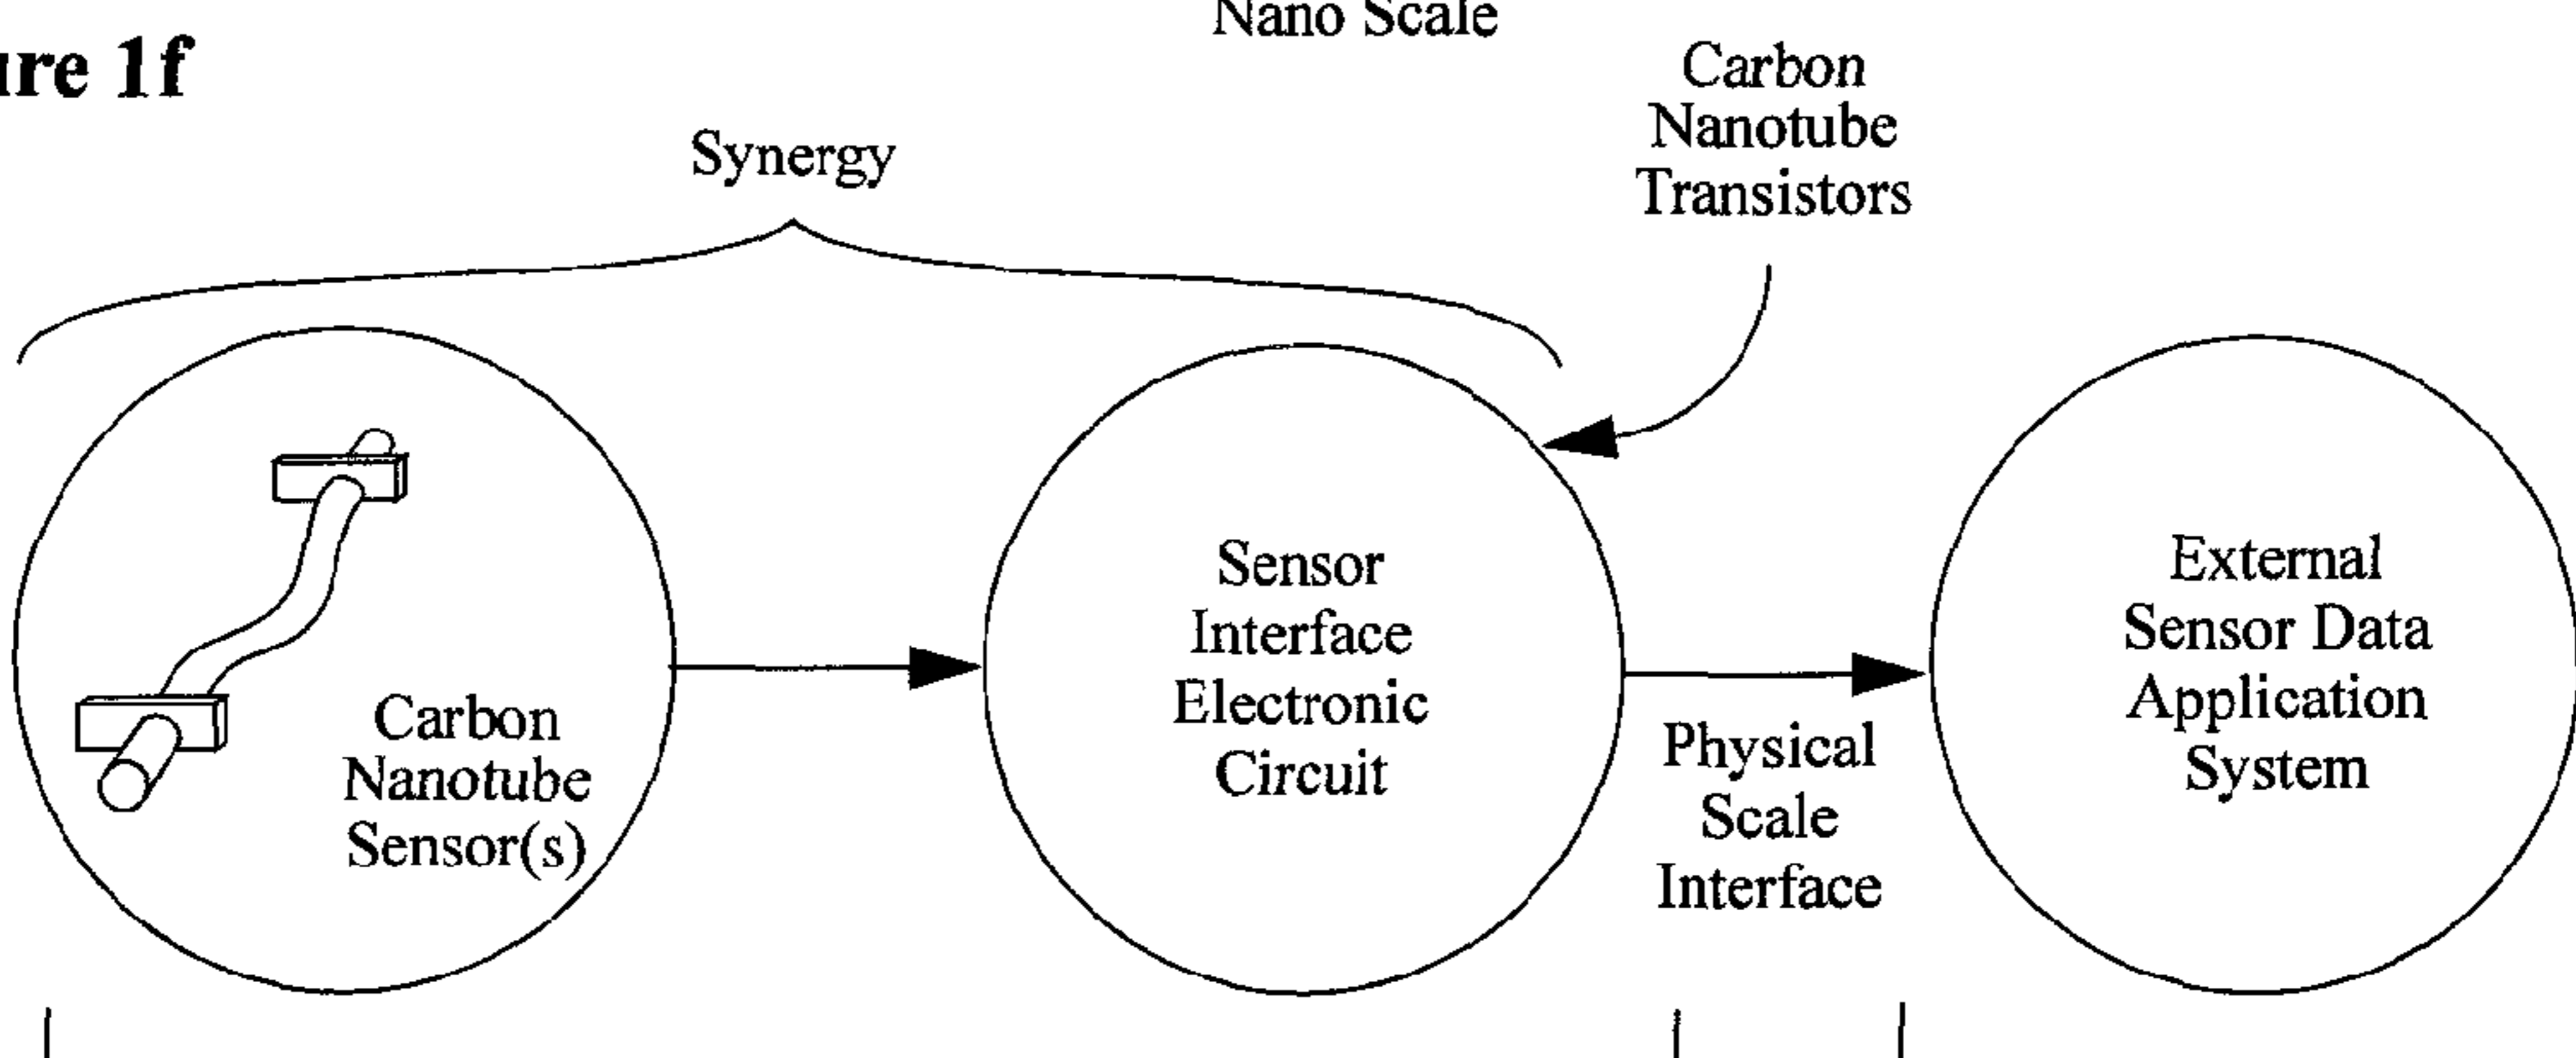 Nano Scale
ure 1f
Synergy
Carbon
Nanotube
Transistors
Carbon
Nanotube
Sensor(s)
Sensor
Interface
Electronic
Circuit
Physical
Scale
Interface
External
Sensor Data
Application
System